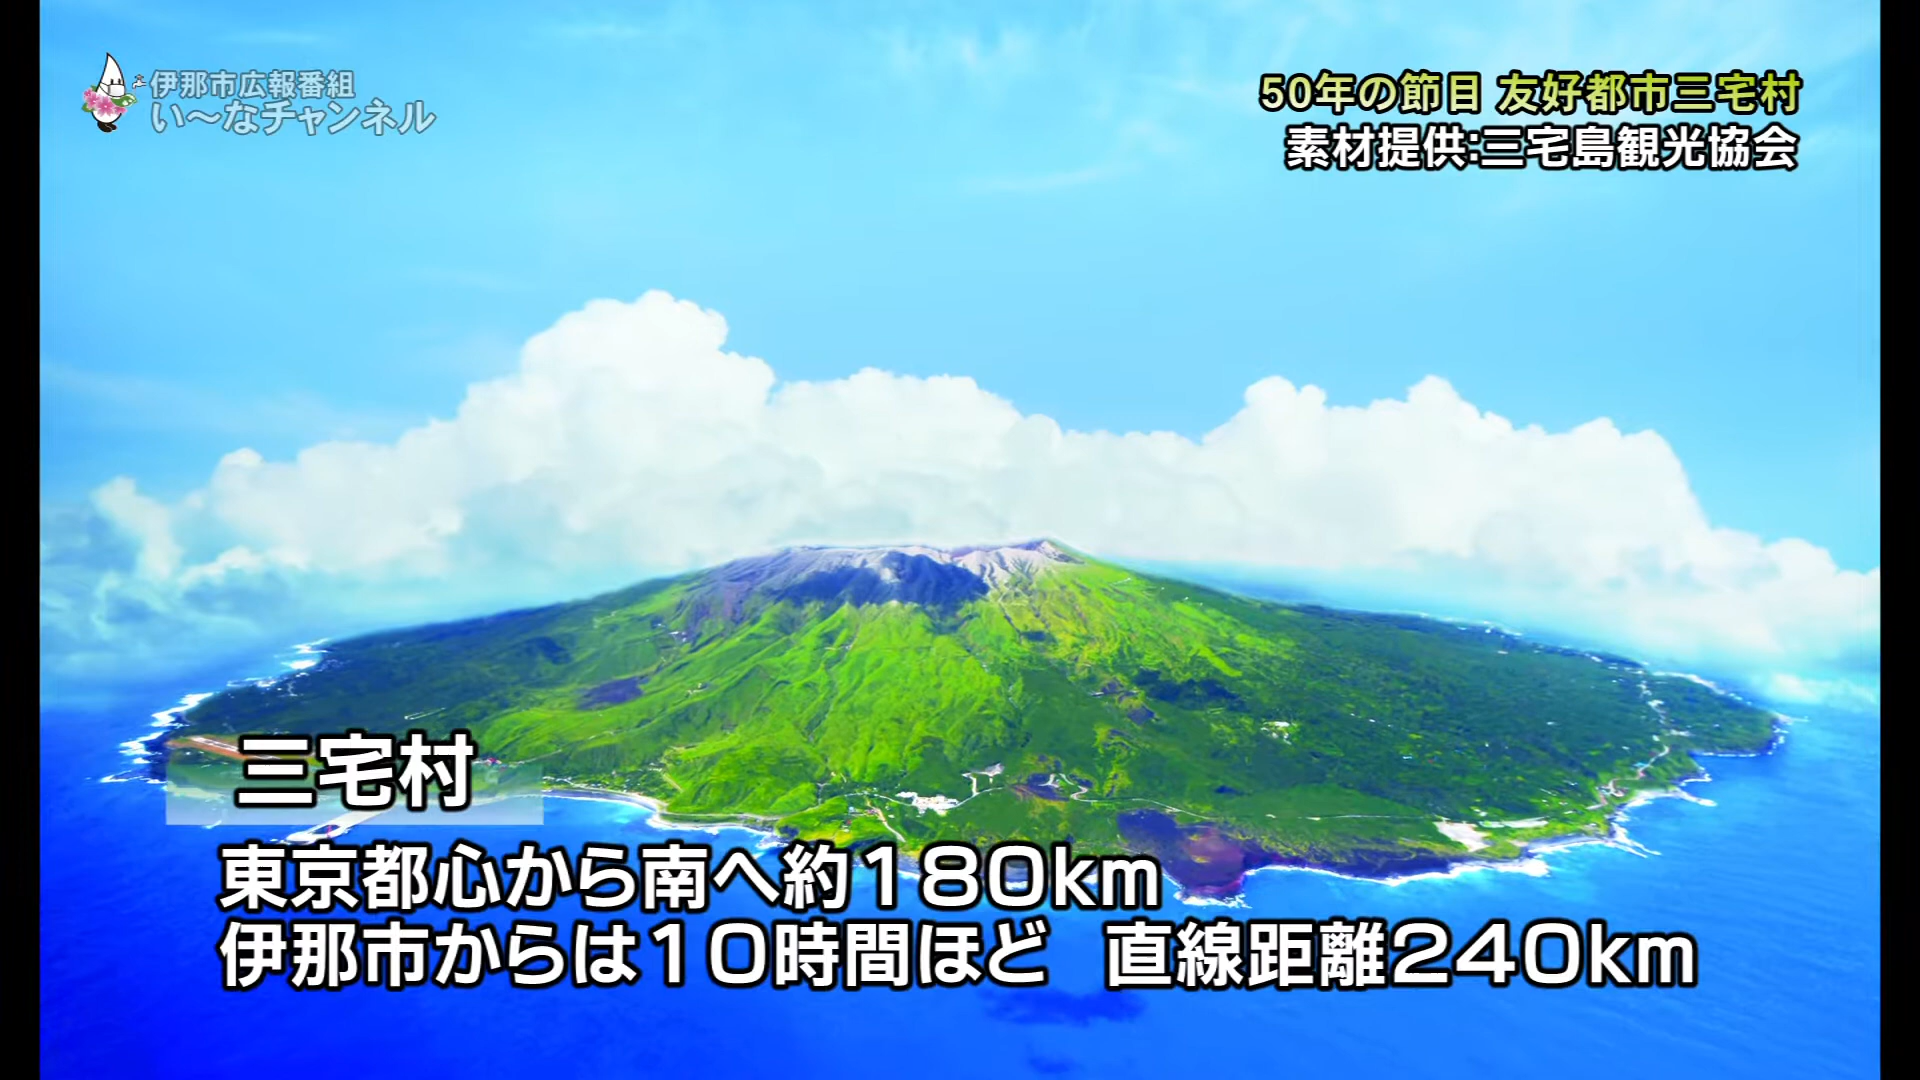 伊那市広報番組
い〜なチャンネル
50年の節目 友好都市三宅村
素材提供:三宅島観光協会
三宅村
東京都心から南へ約180km
伊那市からは10時間ほど　直線距離240km